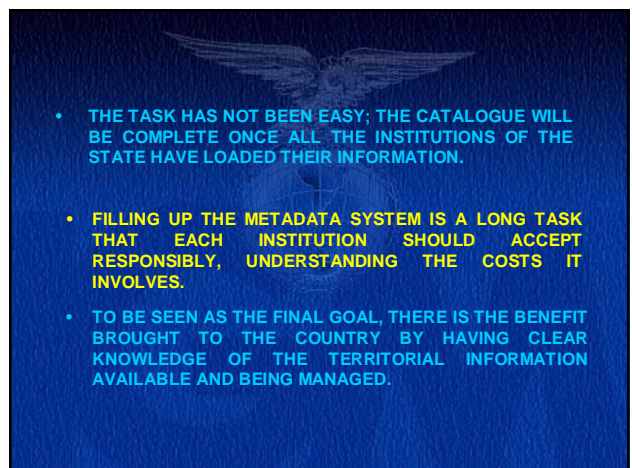 • THE TASK HAS NOT BEEN EASY; THE CATALOGUE WILL
BE COMPLETE ONCE ALL THE INSTITUTIONS OF THE
STATE HAVE LOADED THEIR INFORMATION.
• FILLING UP THE METADATA SYSTEM IS A LONG TASK
THAT EACH INSTITUTION SHOULD ACCEPT
RESPONSIBLY, UNDERSTANDING THE COSTS IT
INVOLVES.
• TO BE SEEN AS THE FINAL GOAL, THERE IS THE BENEFIT
BROUGHT TO THE COUNTRY BY HAVING CLEAR
KNOWLEDGE OF THE TERRITORIAL INFORMATION
AVAILABLE AND BEING MANAGED.